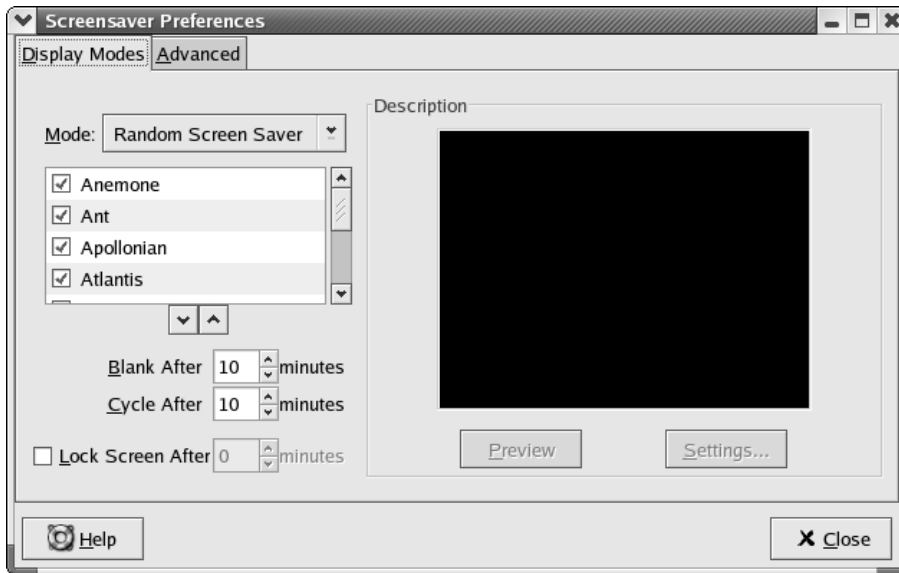 Screensaver Preferences
Display Modes Advanced
Description
Mode: Random Screen Saver
Anemone
Ant
Apollonian
Atlantis
Blank After 10 minutes
Cycle After 10 minutes
Lock Screen After 0 minutes
Preview Settings...
Help Close